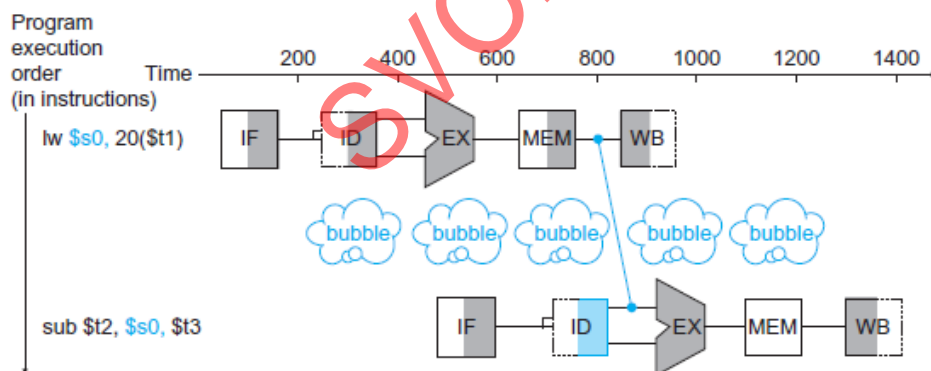 Program
execution
order
(in instructions)
Time
200 400 600 800 1000 1200 1400
lw $s0, 20($t1)
IF ID EX MEM WB
bubble bubble bubble bubble bubble
sub $t2, $s0, $t3
IF ID EX MEM WB